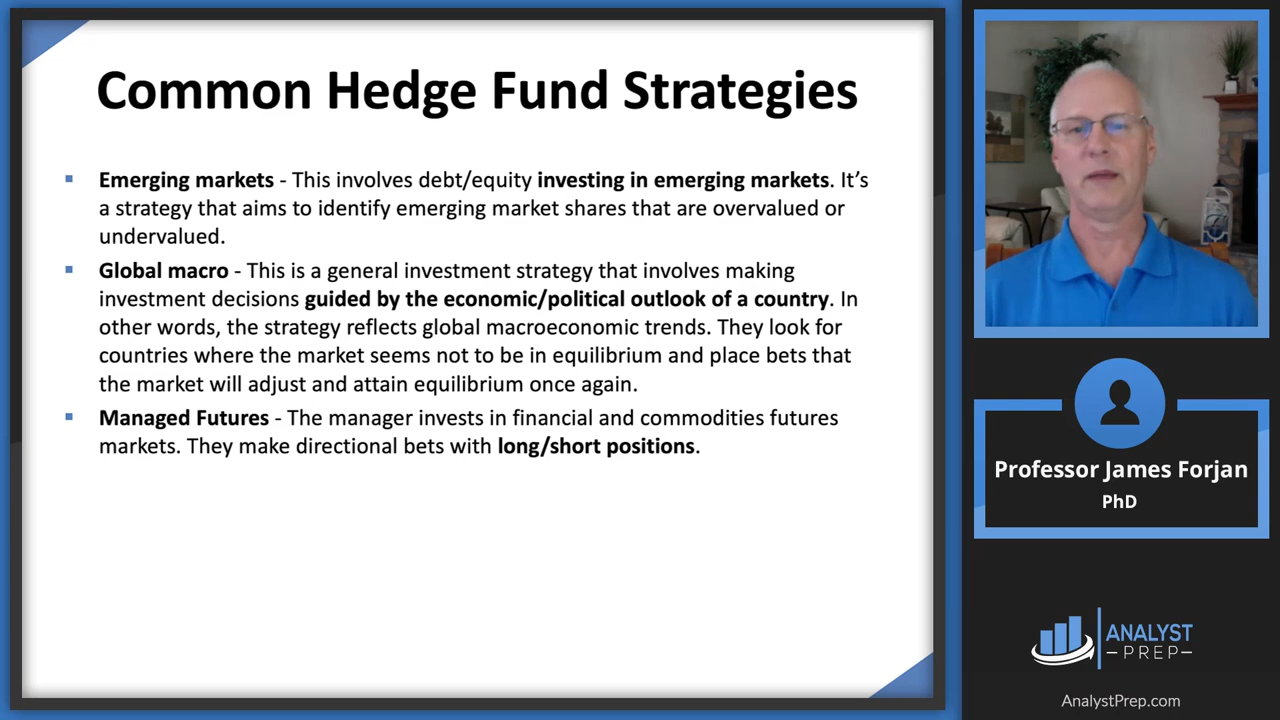 Common Hedge Fund Strategies
▪ Emerging markets - This involves debt/equity investing in emerging markets. It’s
a strategy that aims to identify emerging market shares that are overvalued or
undervalued.
▪ Global macro - This is a general investment strategy that involves making
investment decisions guided by the economic/political outlook of a country. In
other words, the strategy reflects global macroeconomic trends. They look for
countries where the market seems not to be in equilibrium and place bets that
the market will adjust and attain equilibrium once again.
▪ Managed Futures - The manager invests in financial and commodities futures
markets. They make directional bets with long/short positions.
Professor James Forjan
PhD
ANALYST
PREP
AnalystPrep.com